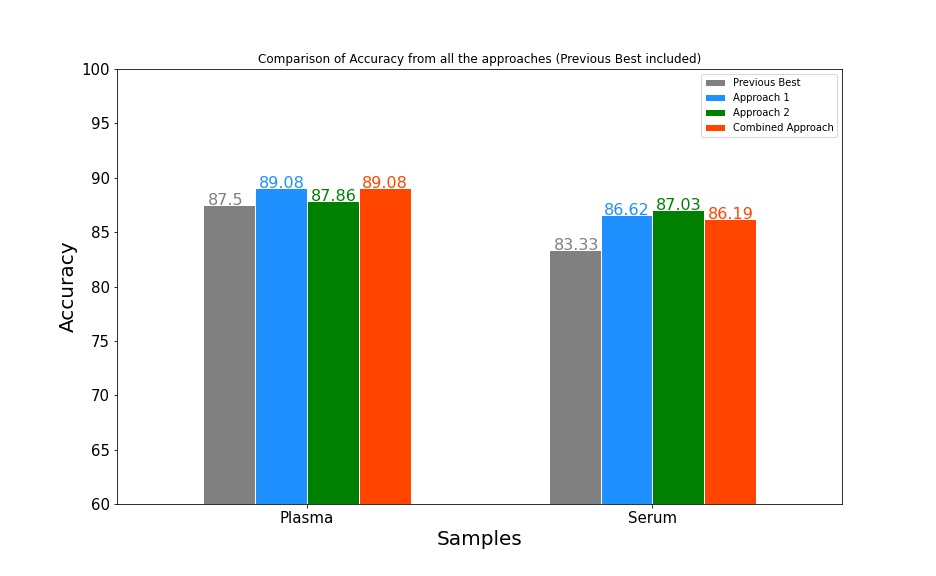 Comparison of Accuracy from all the approaches (Previous Best included)
100
95
90
85
80
75
70
65
60
Accuracy
Previous Best
Approach 1
Approach 2
Combined Approach
87.5
89.08
87.86
89.08
83.33
86.62
87.03
86.19
Plasma
Serum
Samples